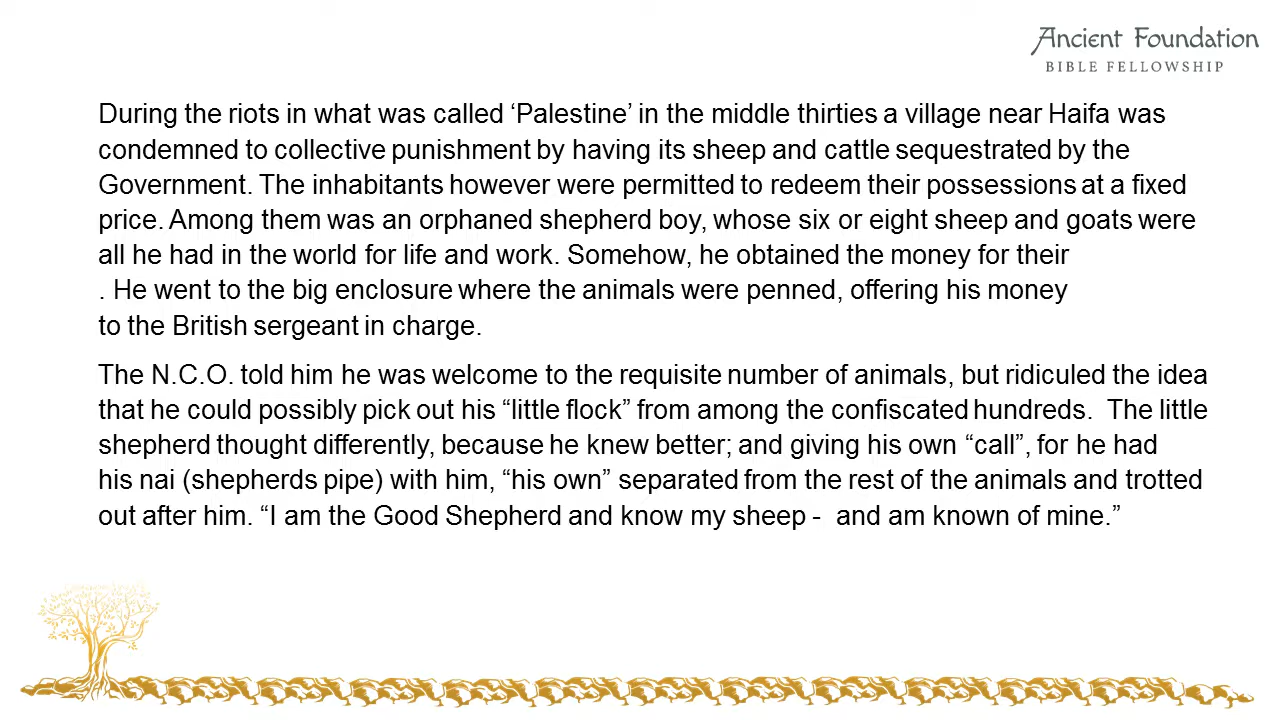 Ancient Foundation
BIBLE FELLOWSHIP
During the riots in what was called ‘Palestine’ in the middle thirties a village near Haifa was
condemned to collective punishment by having its sheep and cattle sequestrated by the
Government. The inhabitants however were permitted to redeem their possessions at a fixed
price. Among them was an orphaned shepherd boy, whose six or eight sheep and goats were
all he had in the world for life and work. Somehow, he obtained the money for their
. He went to the big enclosure where the animals were penned, offering his money
to the British sergeant in charge.
The N.C.O. told him he was welcome to the requisite number of animals, but ridiculed the idea
that he could possibly pick out his “little flock” from among the confiscated hundreds.  The little
shepherd thought differently, because he knew better; and giving his own “call”, for he had
his nai (shepherds pipe) with him, “his own” separated from the rest of the animals and trotted
out after him. “I am the Good Shepherd and know my sheep -  and am known of mine.”